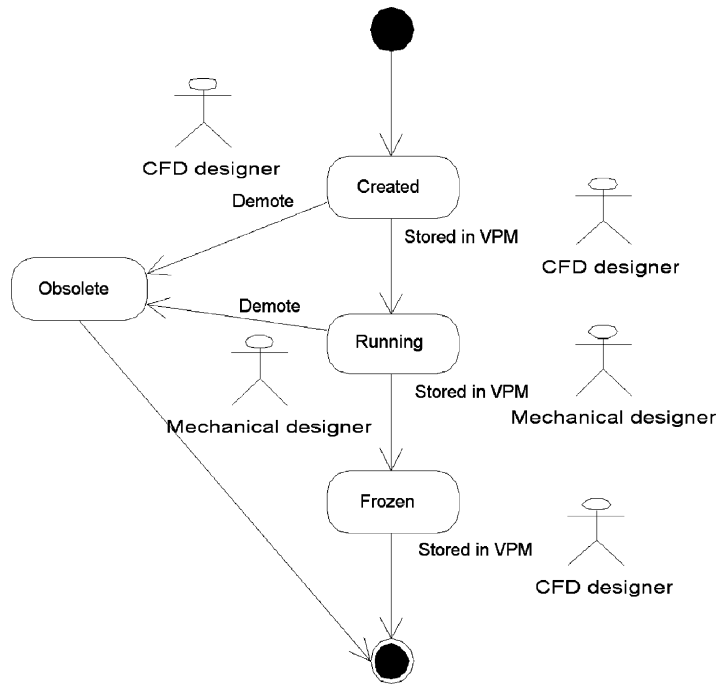 CFD designer
Created
Demote
Stored in VPM
CFD designer
Obsolete
Demote
Running
Stored in VPM
Mechanical designer
Mechanical designer
Frozen
Stored in VPM
CFD designer